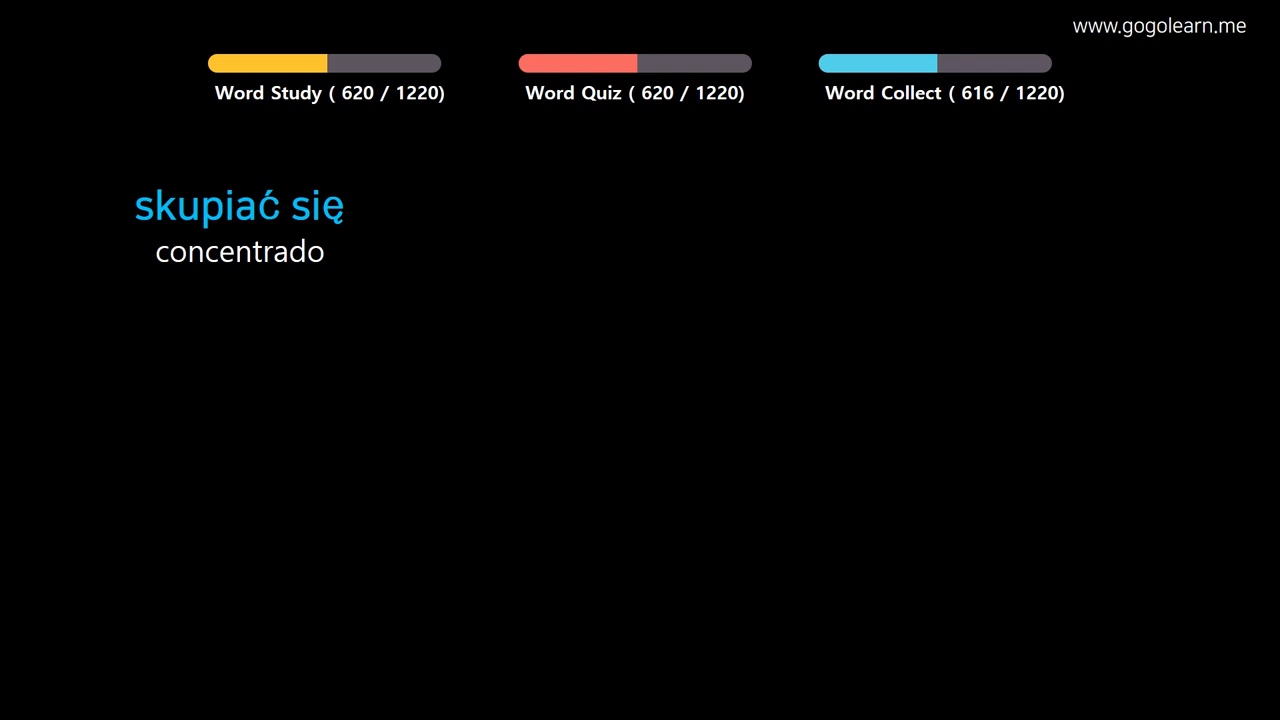 www.gogolearn.me
Word Study ( 620 / 1220)
Word Quiz ( 620 / 1220)
Word Collect ( 616 / 1220)
skupiać się
concentrado